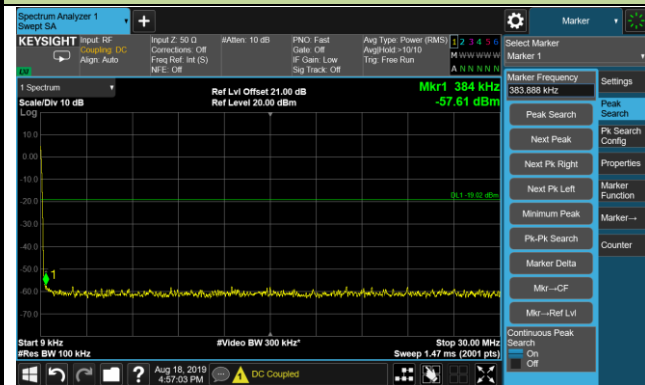 Spectrum Analyzer 1
Swept SA
+
Marker
KEYSIGHT
Input: RF
Coupling: DC
Align: Auto
Input Z: 50 Ω
Corrections: Off
Freq Ref: Int (S)
NFE: Off
#Atten: 10 dB
PNO: Fast
Gate: Off
IF Gain: Low
Sig Track: Off
Avg Type: Power (RMS)
Avg|Hold:>10/10
Trig: Free Run
1 2 3 4 5 6
M W W W W W
A N N N N N
Select Marker
Marker 1
1 Spectrum
Scale/Div 10 dB
Log
Ref Lvl Offset 21.00 dB
Ref Level 20.00 dBm
Mkr1 384 kHz
-57.61 dBm
10.0
0.00
-10.0
-20.0
-30.0
-40.0
-50.0
-60.0
-70.0
DL1 -19.02 dBm
1
Start 9 kHz
#Res BW 100 kHz
#Video BW 300 kHz*
Stop 30.00 MHz
Sweep 1.47 ms (2001 pts)
Marker Frequency
383.888 kHz
Peak Search
Next Peak
Next Pk Right
Next Pk Left
Minimum Peak
Pk-Pk Search
Marker Delta
Mkr→CF
Mkr→Ref Lvl
Continuous Peak
Search
On
Off
Settings
Peak
Search
Pk Search
Config
Properties
Marker
Function
Marker→
Counter
?
Aug 18, 2019
4:57:03 PM
DC Coupled